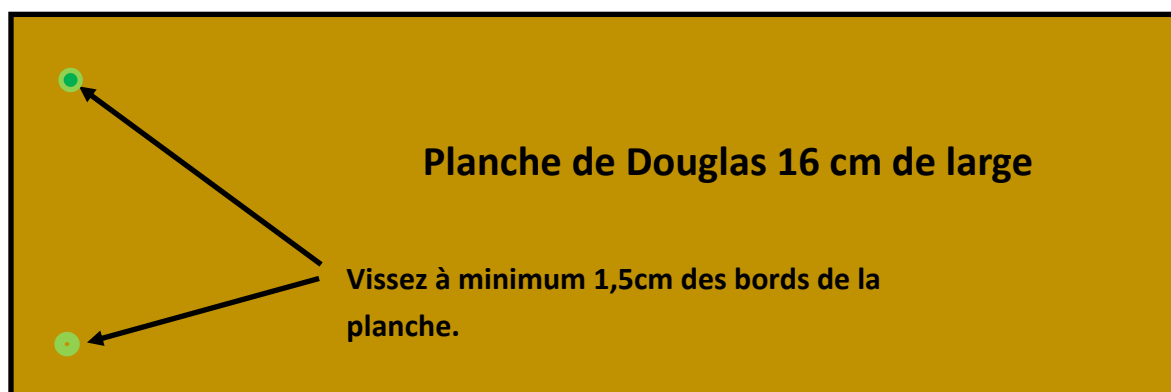 Planche de Douglas 16 cm de large
Vissez à minimum 1,5cm des bords de la
planche.